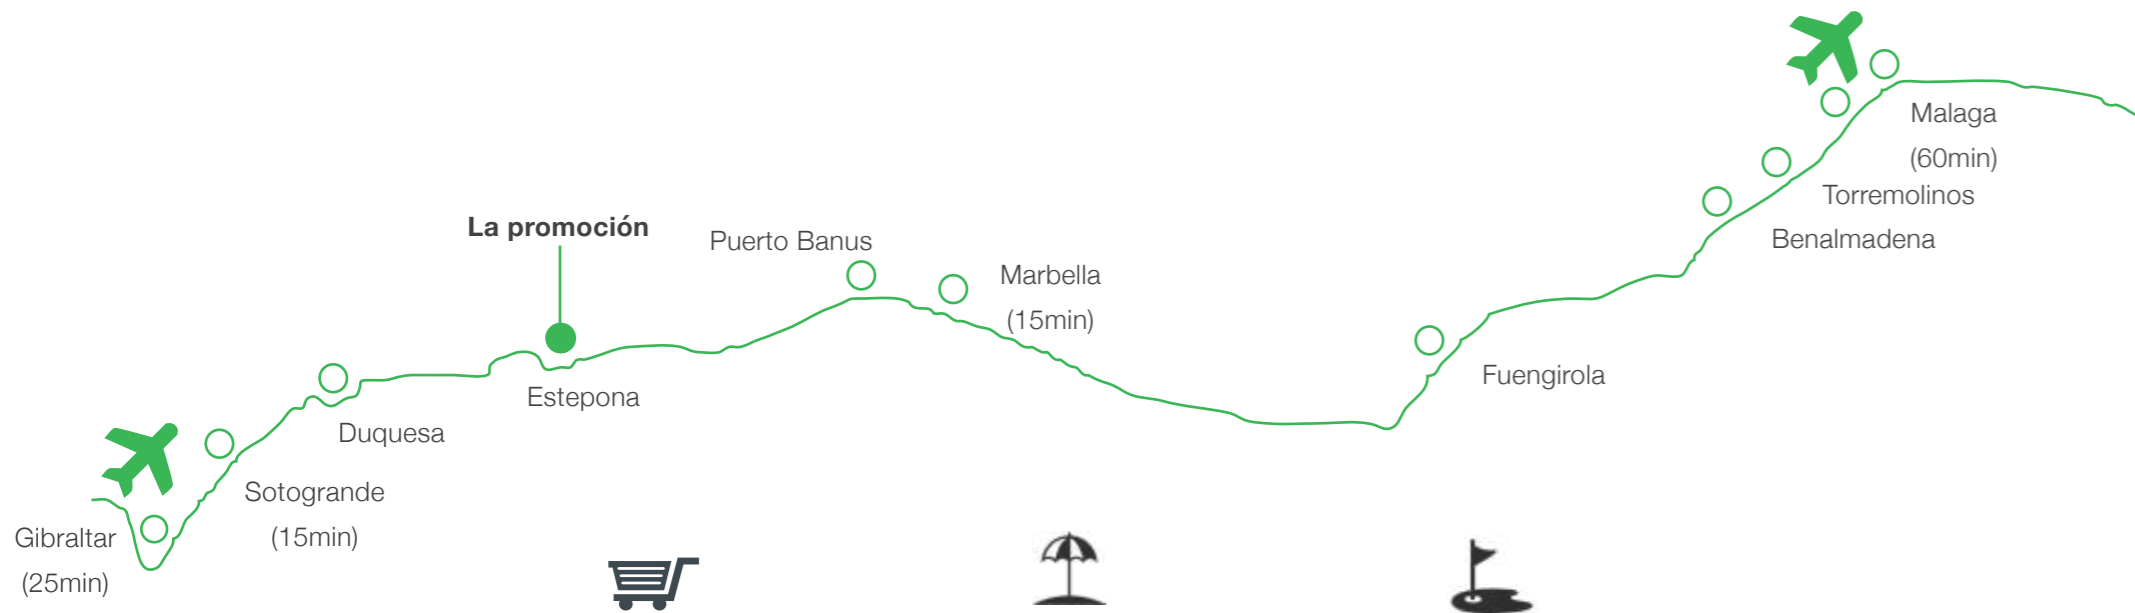 Malaga
(60min)
Torremolinos
La promoción
Puerto Banus
Benalmadena
Marbella
(15min)
Fuengirola
Estepona
Duquesa
Sotogrande
(15min)
Gibraltar
(25min)